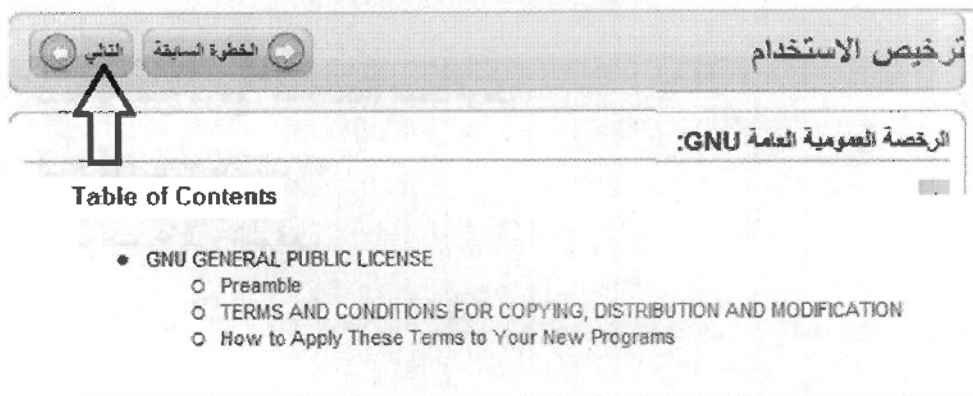 ترخيص الاستخدام
الخطوة السابقة
التالي
الرخصة العمومية العامة GNU:
Table of Contents
GNU GENERAL PUBLIC LICENSE
Preamble
TERMS AND CONDITIONS FOR COPYING, DISTRIBUTION AND MODIFICATION
How to Apply These Terms to Your New Programs